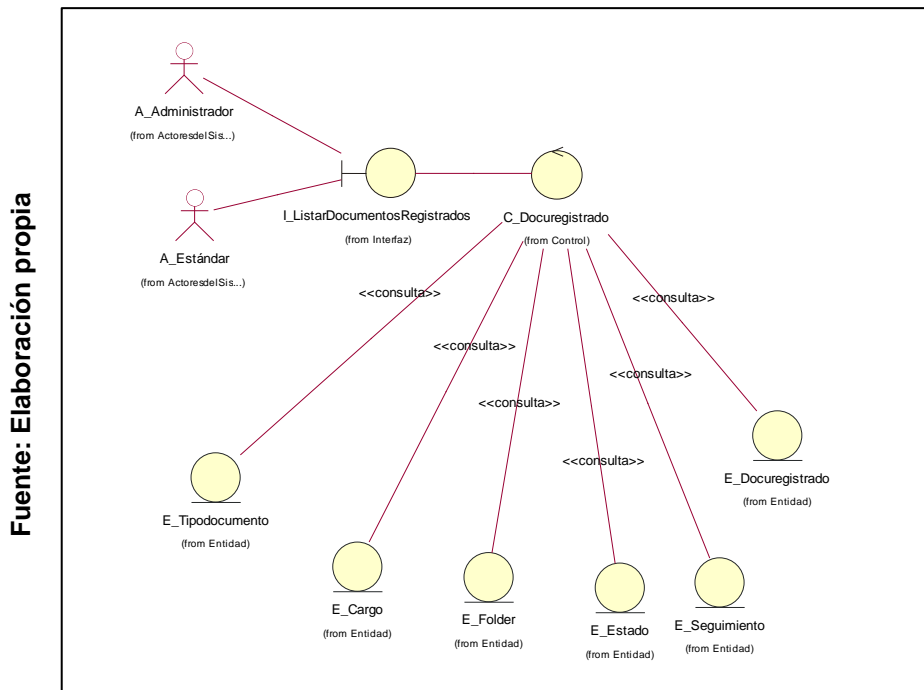 Fuente: Elaboración propia
A_Administrador
(from ActoresdelSis...)
A_Estándar
(from ActoresdelSis...)
I_ListarDocumentosRegistrados
(from Interfaz)
C_Docuregistrado
(from Control)
<<consulta>>
<<consulta>>
<<consulta>>
<<consulta>>
<<consulta>>
<<consulta>>
E_Tipodocumento
(from Entidad)
E_Cargo
(from Entidad)
E_Folder
(from Entidad)
E_Estado
(from Entidad)
E_Seguimiento
(from Entidad)
E_Docuregistrado
(from Entidad)